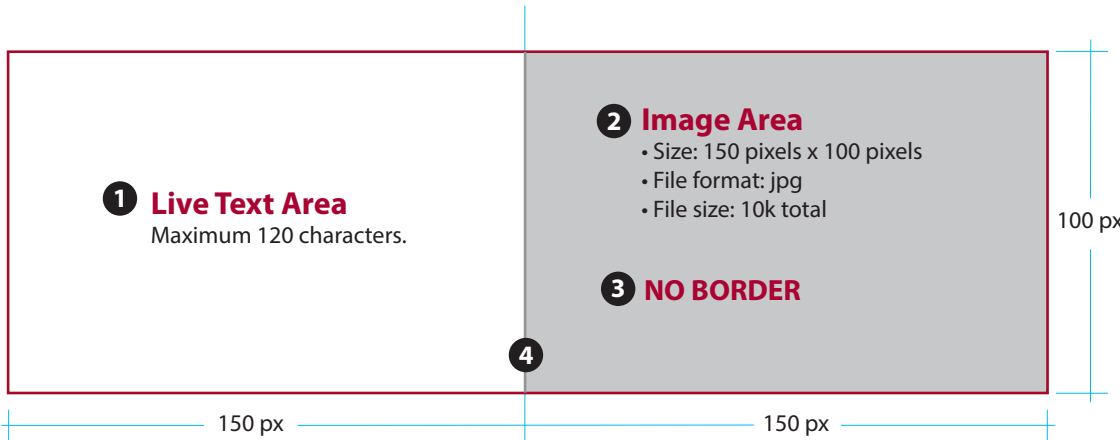 1 Live Text Area
Maximum 120 characters.
2 Image Area
• Size: 150 pixels x 100 pixels
• File format: jpg
• File size: 10k total
3 NO BORDER
4
100 px
150 px
150 px